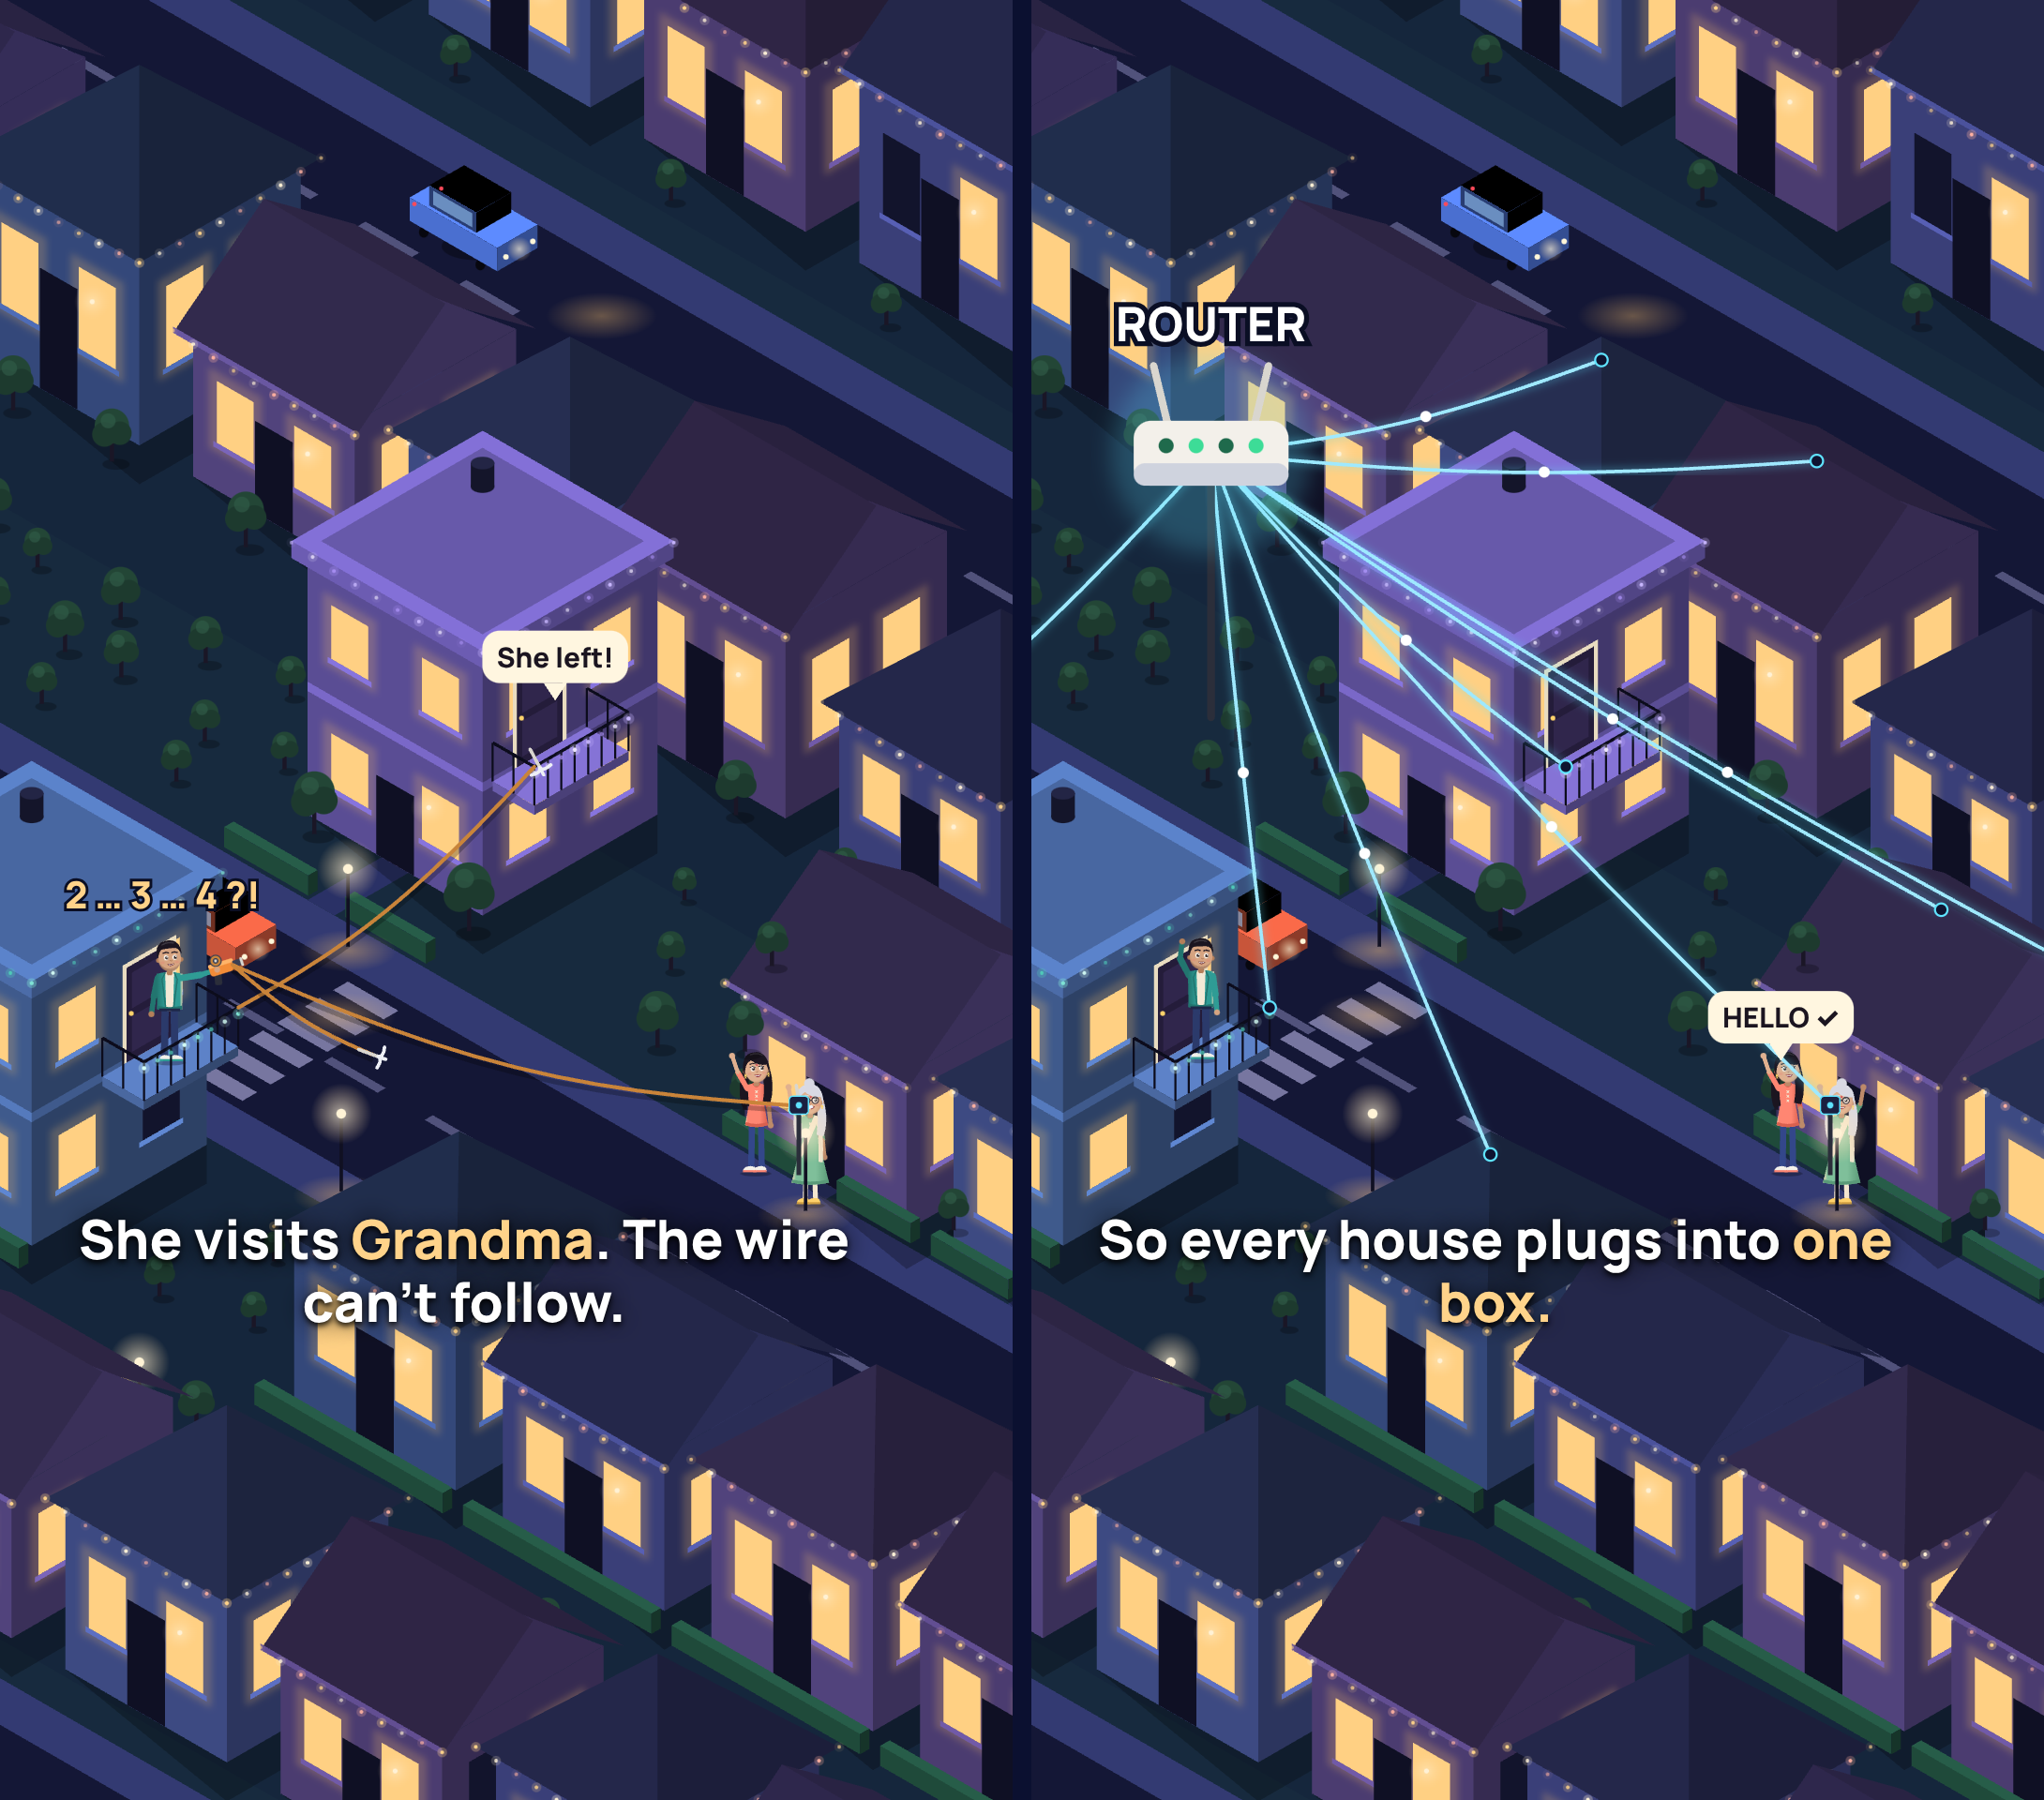 She left!
2 ... 3 ... 4 ?!
She visits Grandma. The wire
can't follow.
ROUTER
HELLO ✓
So every house plugs into one
box.